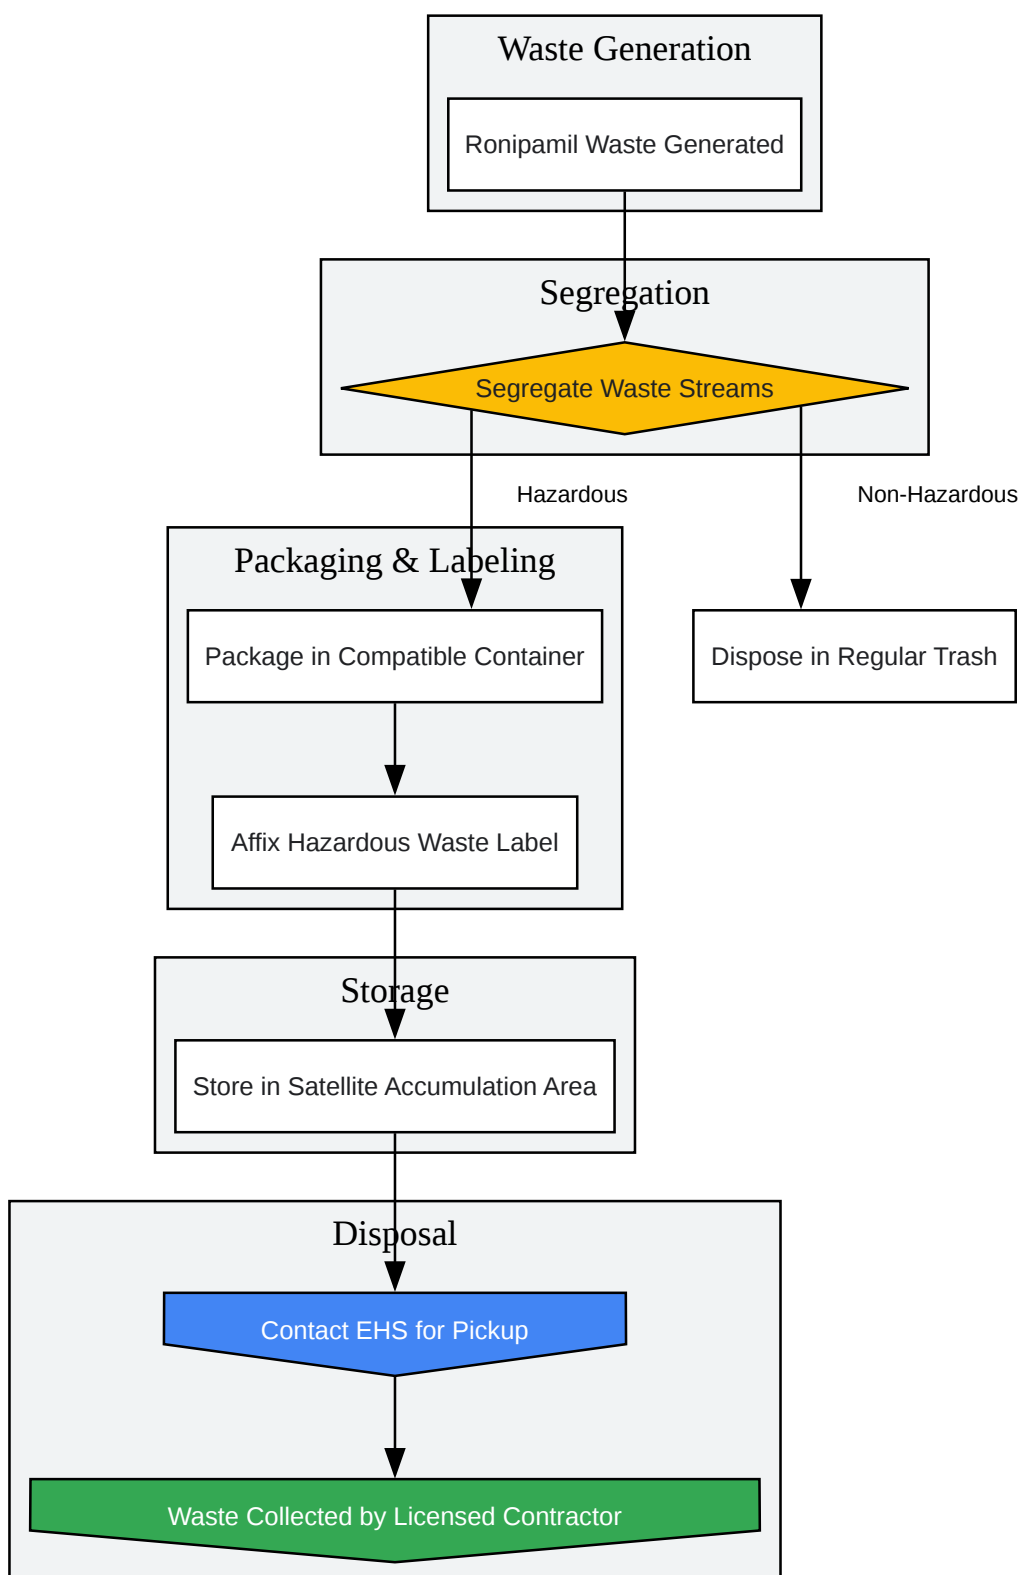 Waste Generation
Ronipamil Waste Generated
Segregation
Segregate Waste Streams
Hazardous
Non-Hazardous
Packaging & Labeling
Package in Compatible Container
Dispose in Regular Trash
Affix Hazardous Waste Label
Storage
Store in Satellite Accumulation Area
Disposal
Contact EHS for Pickup
Waste Collected by Licensed Contractor